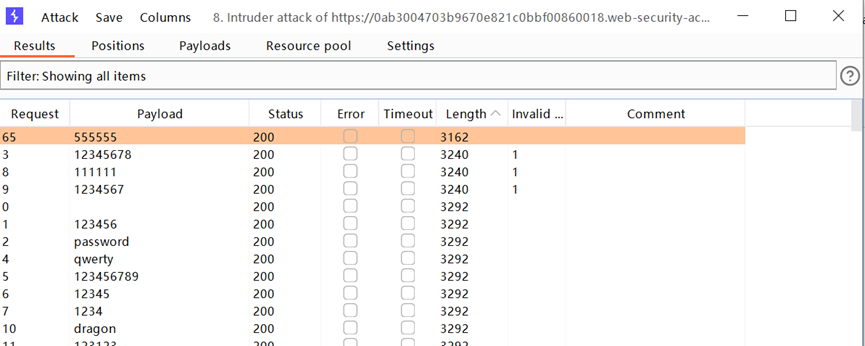 Attack Save Columns 8. Intruder attack of https://0ab3004703b9670e821c0bbf00860018.web-security-ac...
Results Positions Payloads Resource pool Settings
Filter: Showing all items
Request Payload Status Error Timeout Length Invalid ... Comment
65 555555 200 3162
3 12345678 200 3240 1
8 111111 200 3240 1
9 1234567 200 3240 1
0 200 3292
1 123456 200 3292
2 password 200 3292
4 qwerty 200 3292
5 123456789 200 3292
6 12345 200 3292
7 1234 200 3292
10 dragon 200 3292
11 123123 200 3292